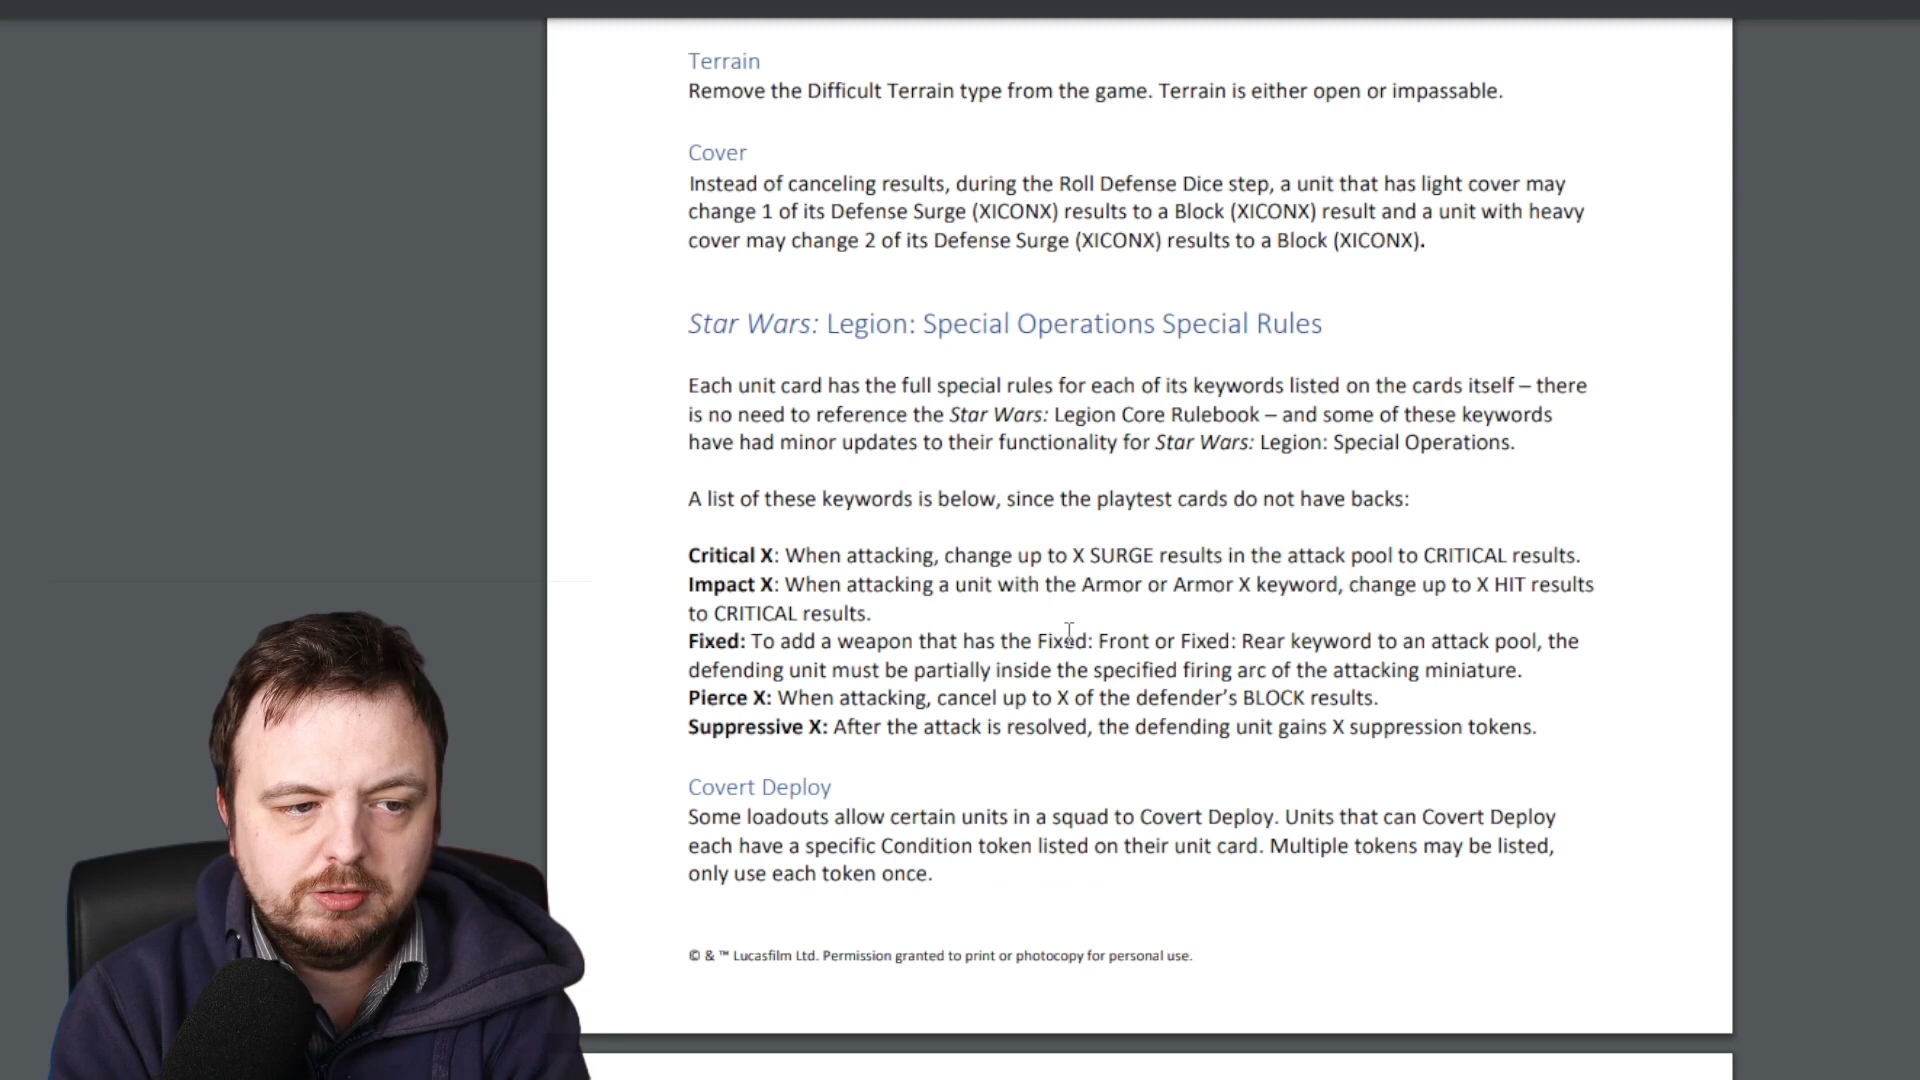 Terrain
Remove the Difficult Terrain type from the game. Terrain is either open or impassable.
Cover
Instead of canceling results, during the Roll Defense Dice step, a unit that has light cover may
change 1 of its Defense Surge (XICONX) results to a Block (XICONX) result and a unit with heavy
cover may change 2 of its Defense Surge (XICONX) results to a Block (XICONX).
Star Wars: Legion: Special Operations Special Rules
Each unit card has the full special rules for each of its keywords listed on the cards itself – there
is no need to reference the Star Wars: Legion Core Rulebook – and some of these keywords
have had minor updates to their functionality for Star Wars: Legion: Special Operations.
A list of these keywords is below, since the playtest cards do not have backs:
Critical X: When attacking, change up to X SURGE results in the attack pool to CRITICAL results.
Impact X: When attacking a unit with the Armor or Armor X keyword, change up to X HIT results
to CRITICAL results.
Fixed: To add a weapon that has the Fixed: Front or Fixed: Rear keyword to an attack pool, the
defending unit must be partially inside the specified firing arc of the attacking miniature.
Pierce X: When attacking, cancel up to X of the defender's BLOCK results.
Suppressive X: After the attack is resolved, the defending unit gains X suppression tokens.
Covert Deploy
Some loadouts allow certain units in a squad to Covert Deploy. Units that can Covert Deploy
each have a specific Condition token listed on their unit card. Multiple tokens may be listed,
only use each token once.
© & ™ Lucasfilm Ltd. Permission granted to print or photocopy for personal use.